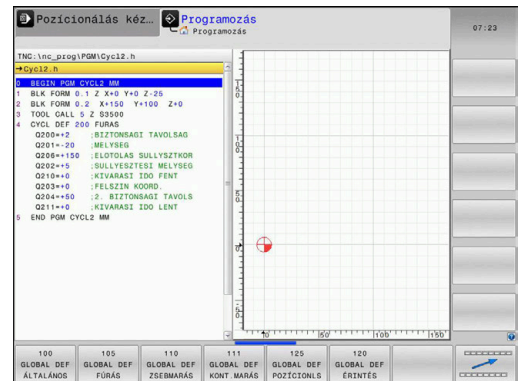 Pozícionálás kéz...
Programozás
Programozás
07:23
TNC:\nc_prog\PGM\Cycl2.h
→Cycl2.h
0 BEGIN PGM CYCL2 MM
1 BLK FORM 0.1 Z X+0 Y+0 Z-25
2 BLK FORM 0.2 X+150 Y+100 Z+0
3 TOOL CALL 5 Z S3500
4 CYCL DEF 200 FURAS
Q200=+2 ;BIZTONSAGI TAVOLSAG
Q201=-20 ;MELYSEG
Q206=+150 ;ELOTOLAS SULLYSZTKOR
Q202=+5 ;SULLYESZTESI MELYSEG
Q210=+0 ;KIVARASI IDO FENT
Q203=+0 ;FELSZIN KOORD.
Q204=+50 ;2. BIZTONSAGI TAVOLS
Q211=+0 ;KIVARASI IDO LENT
5 END PGM CYCL2 MM
0 50 100 150
100 GLOBAL DEF ÁLTALÁNOS
105 GLOBAL DEF FÚRÁS
110 GLOBAL DEF ZSEBMARÁS
111 GLOBAL DEF KONT.MARÁS
125 GLOBAL DEF POZÍCIONLS
120 GLOBAL DEF ÉRINTÉS